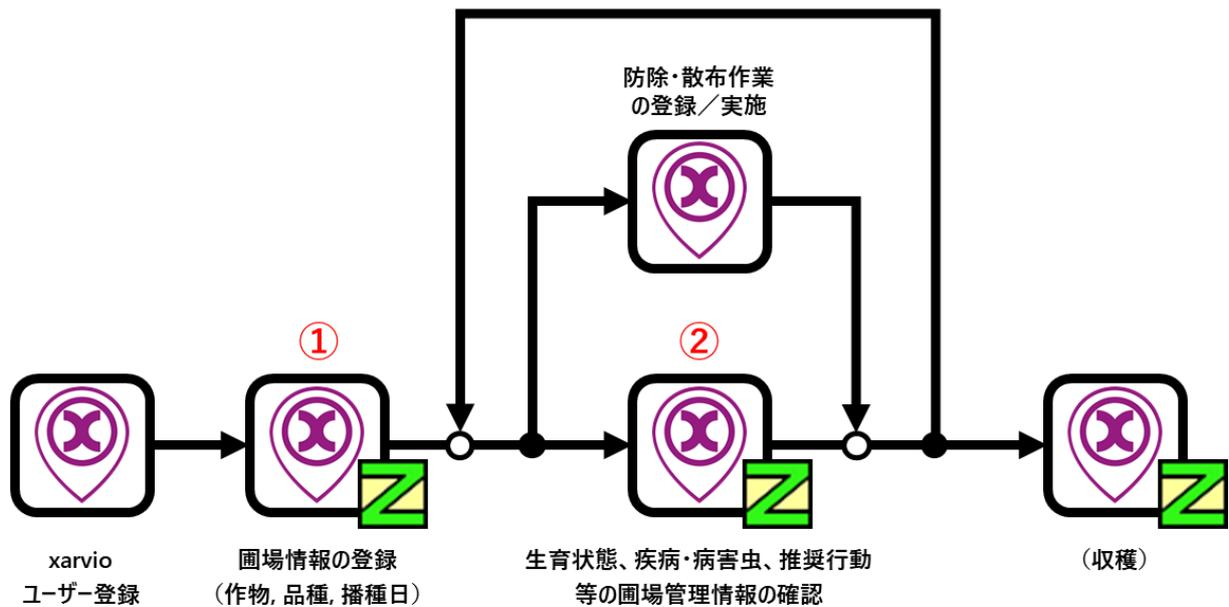 防除・散布作業
の登録／実施
①
②
xarvio
ユーザー登録
圃場情報の登録
（作物, 品種, 播種日）
生育状態、疾病・病害虫、推奨行動
等の圃場管理情報の確認
（収穫）